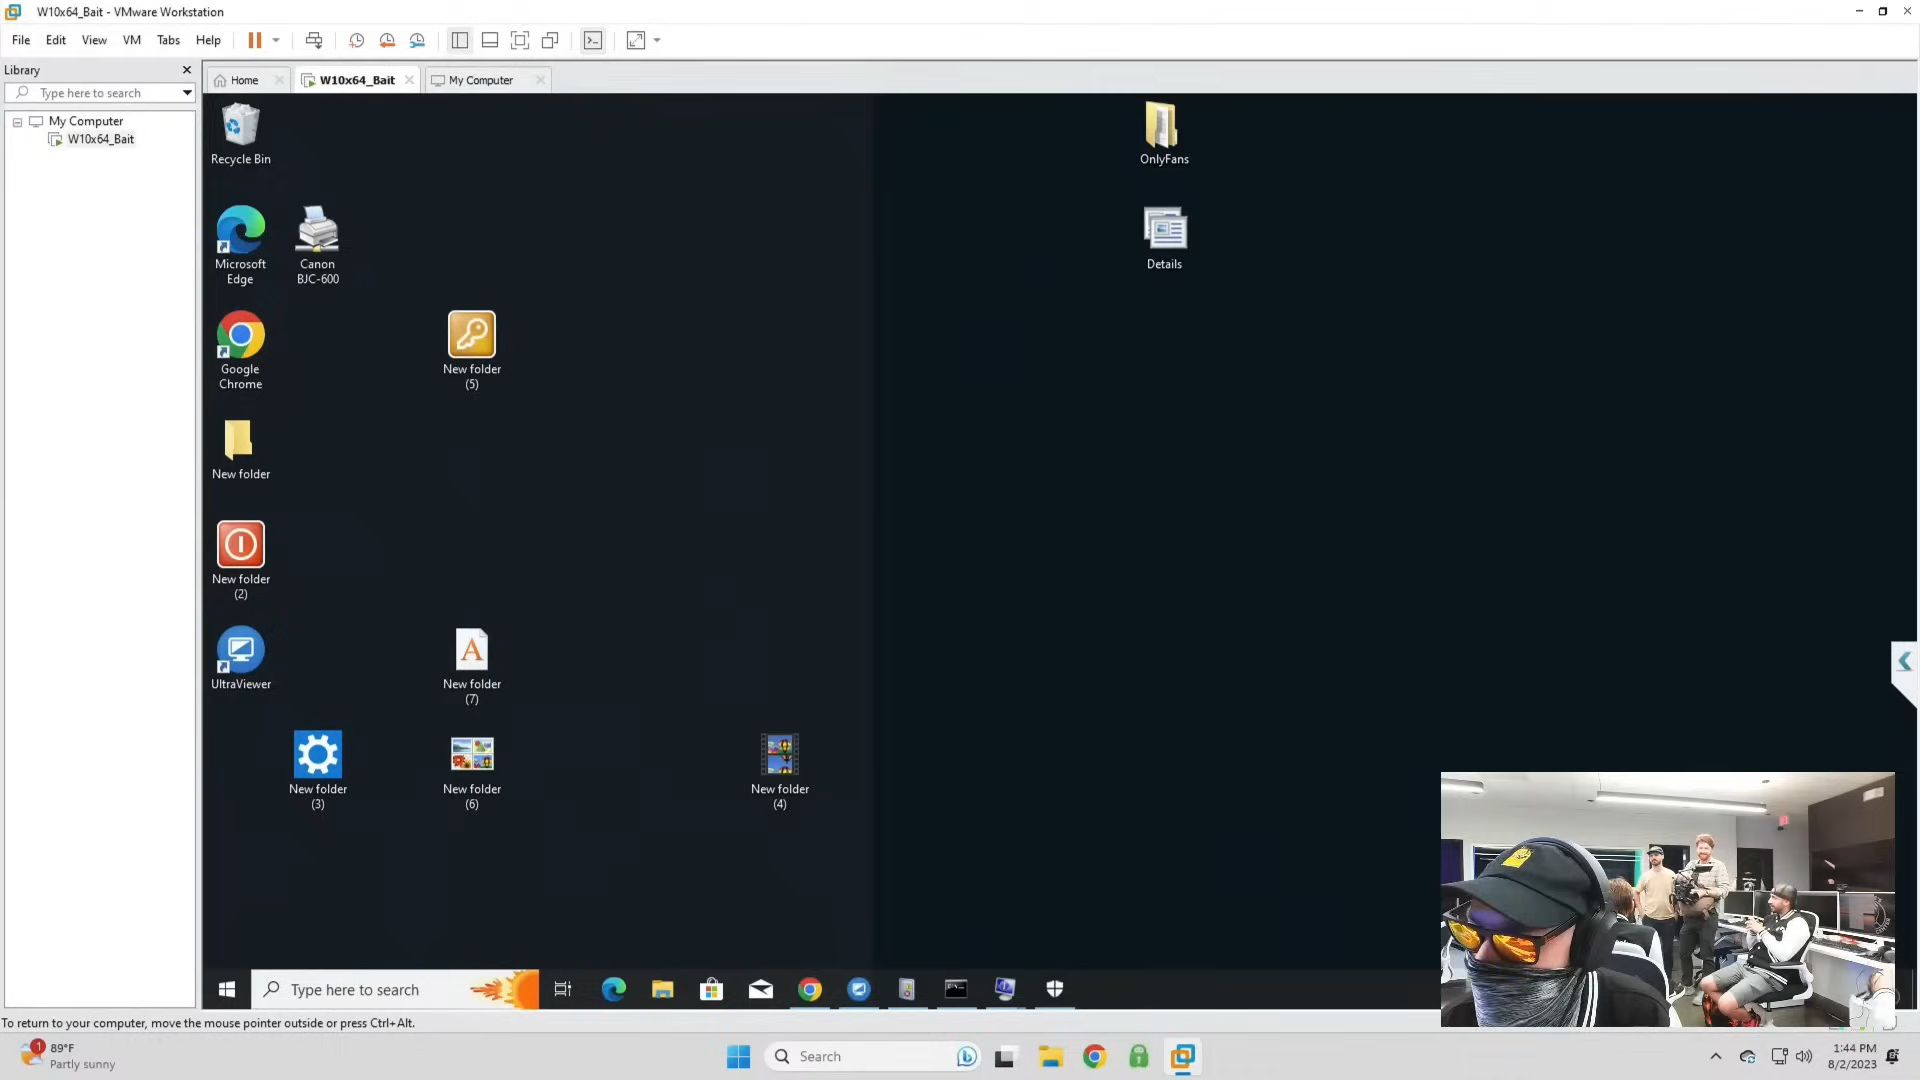 W10x64_Bait - VMware Workstation
File Edit View VM Tabs Help
Library
Type here to search
My Computer
W10x64_Bait
Home
W10x64_Bait
My Computer
Recycle Bin
OnlyFans
Microsoft
Edge
Canon
BJC-600
Details
Google
Chrome
New folder
(5)
New folder
New folder
(2)
UltraViewer
New folder
(7)
New folder
(3)
New folder
(6)
New folder
(4)
Type here to search
To return to your computer, move the mouse pointer outside or press Ctrl+Alt.
1
89°F
Partly sunny
Search
1:44 PM
8/2/2023